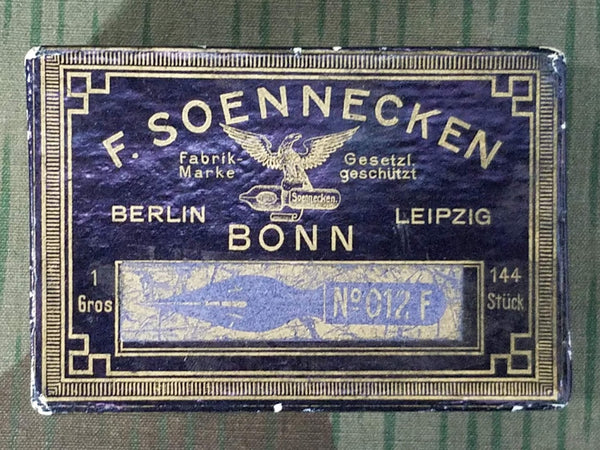 F. SOENNECKEN
Fabrik- Gesetzl.
Marke geschützt
Soennecken.
BERLIN LEIPZIG
BONN
1 144
Gros Stück
No 012 F